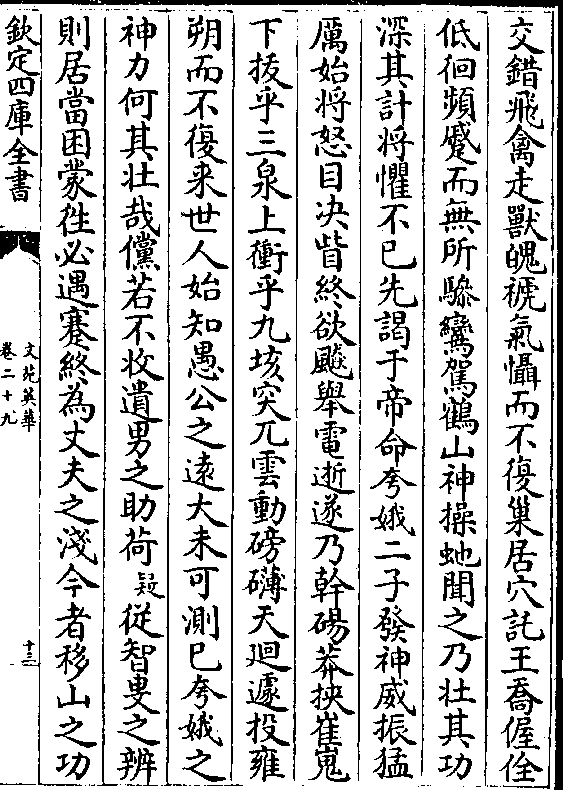 交錯飛禽走獸魄褫氣懾而不復巢居穴託王喬偓佺
低徊頻蹙而無所驂鸞駕鶴山神操虵聞之乃壯其功
深其計將懼不已先謁于帝命夸娥二子發神威振猛
厲始將怒目决眥終欲飈舉電逝遂乃幹碭莽挾崔嵬
下拔乎三泉上衝乎九垓突兀雲動磅礴天迴遽投雍
朔而不復来世人始知愚公之遠大未可測已夸娥之
神力何其壯哉儻若不收遺男之助荷疑從智叟之辨
則居當困蒙徃必遇蹇終為丈夫之淺今者移山之功
欽定四庫全書
文苑英華
卷二十九
十三